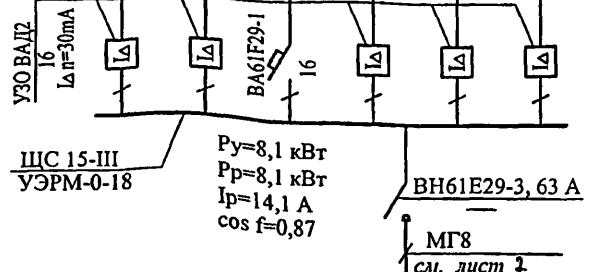 УЗО ВАД2
16
I∆n=30mA
I∆
I∆
ВА61F29-1
16
I∆
I∆
I∆
ЩС 15-III
УЭРМ-0-18
Ру=8,1 кВт
Рр=8,1 кВт
Iр=14,1 А
cos f=0,87
ВН61Е29-3, 63 А
МГ8
см. лист 2